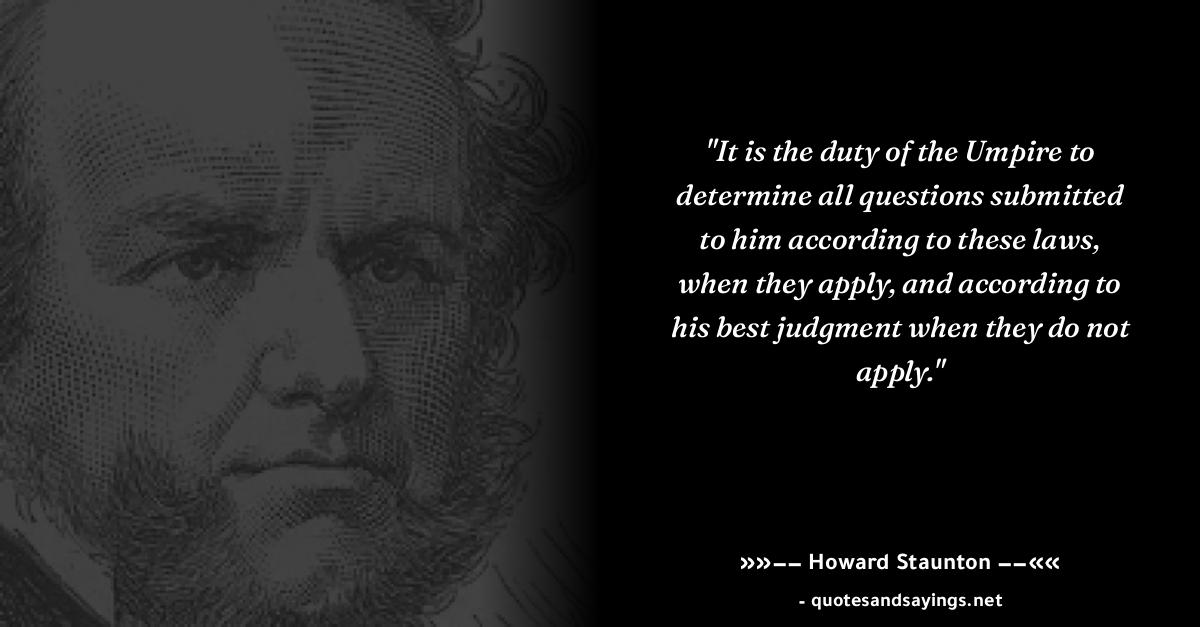 "It is the duty of the Umpire to
determine all questions submitted
to him according to these laws,
when they apply, and according to
his best judgment when they do not
apply."
»»−− Howard Staunton −−««
- quotesandsayings.net